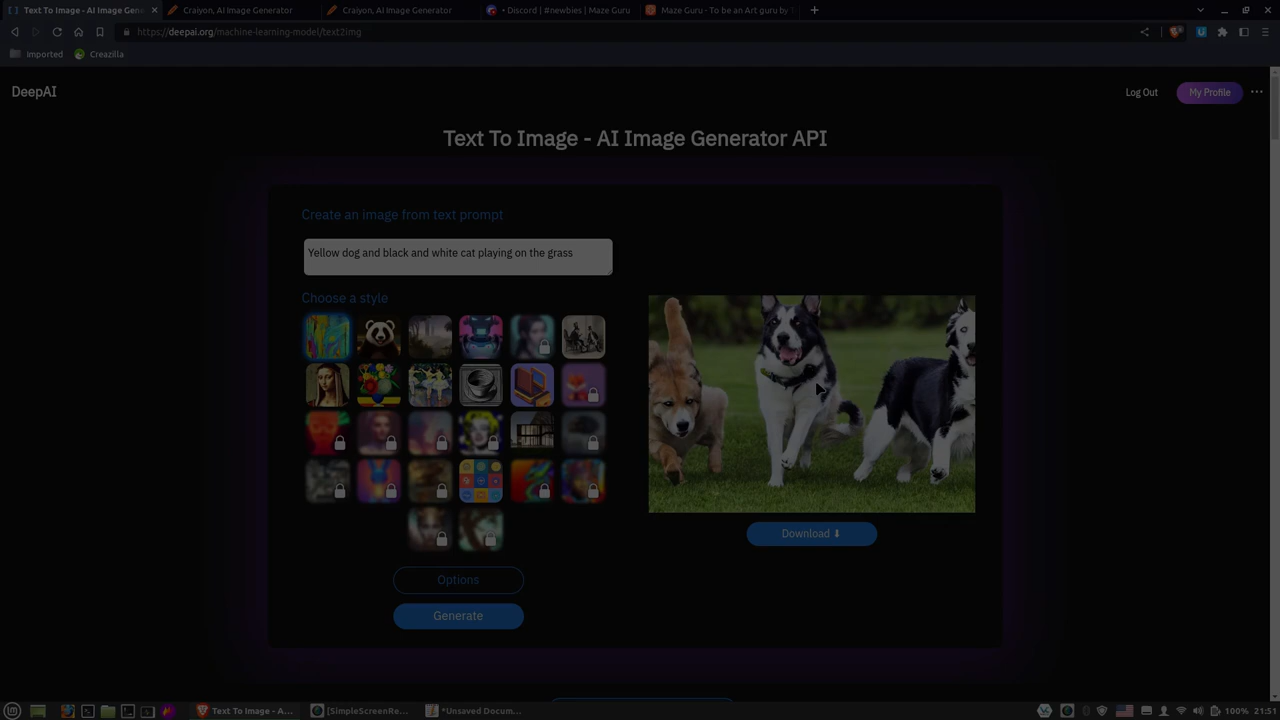 Text To Image - AI Image Gene
Craiyon, AI Image Generator
Craiyon, AI Image Generator
• Discord | #newbies | Maze Guru
Maze Guru - To be an Art guru by T
https://deepai.org/machine-learning-model/text2img
Imported
Creazilla
DeepAI
Log Out
My Profile
Text To Image - AI Image Generator API
Create an image from text prompt
Yellow dog and black and white cat playing on the grass
Choose a style
Download
Options
Generate
Text To Image - A...
[SimpleScreenRe...
*Unsaved Docum...
100%
21:51